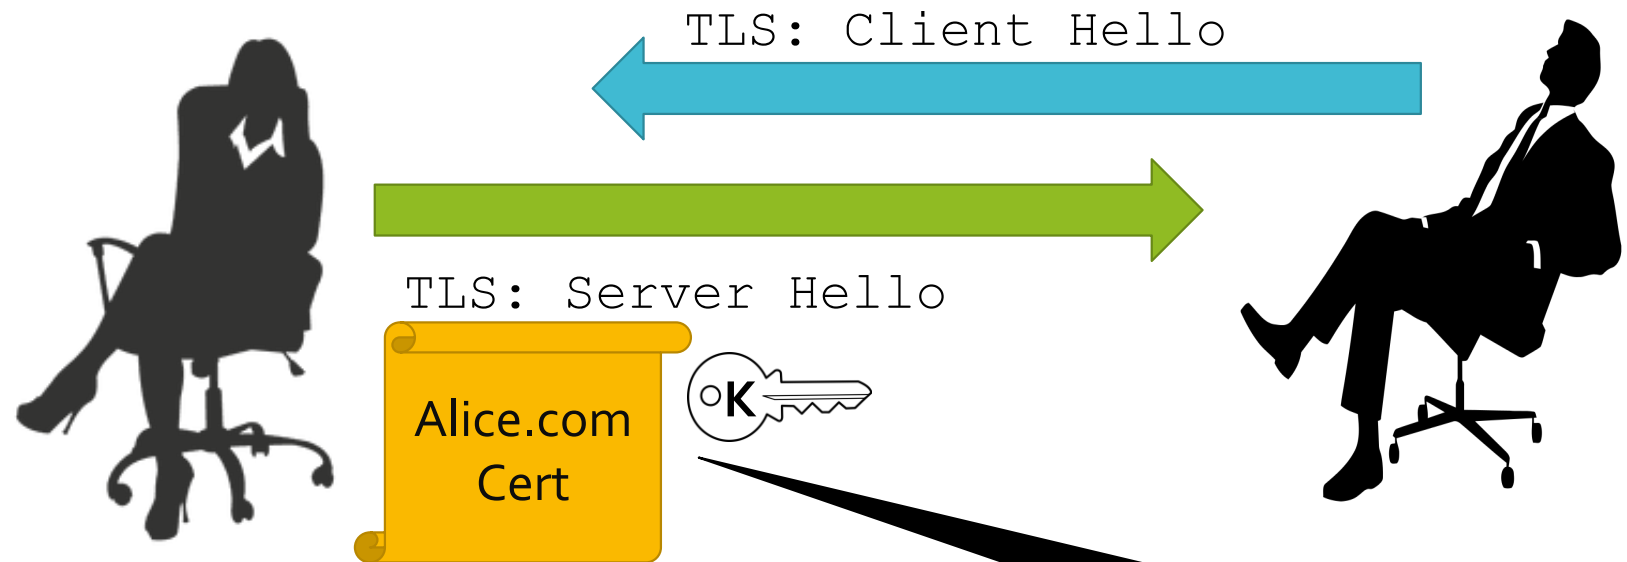 TLS: Client Hello
TLS: Server Hello
Alice.com
Cert
K